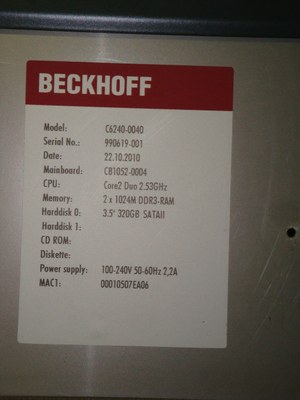 BECKHOFF
Model: C6240-0040
Serial No.: 990619-001
Date: 22.10.2010
Mainboard: CB1052-0004
CPU: Core2 Duo 2.53GHz
Memory: 2 x 1024M DDR3-RAM
Harddisk 0: 3.5" 320GB SATAII
Harddisk 1:
CD ROM:
Diskette:
Power supply: 100-240V 50-60Hz 2,2A
MAC1: 00010507EA06